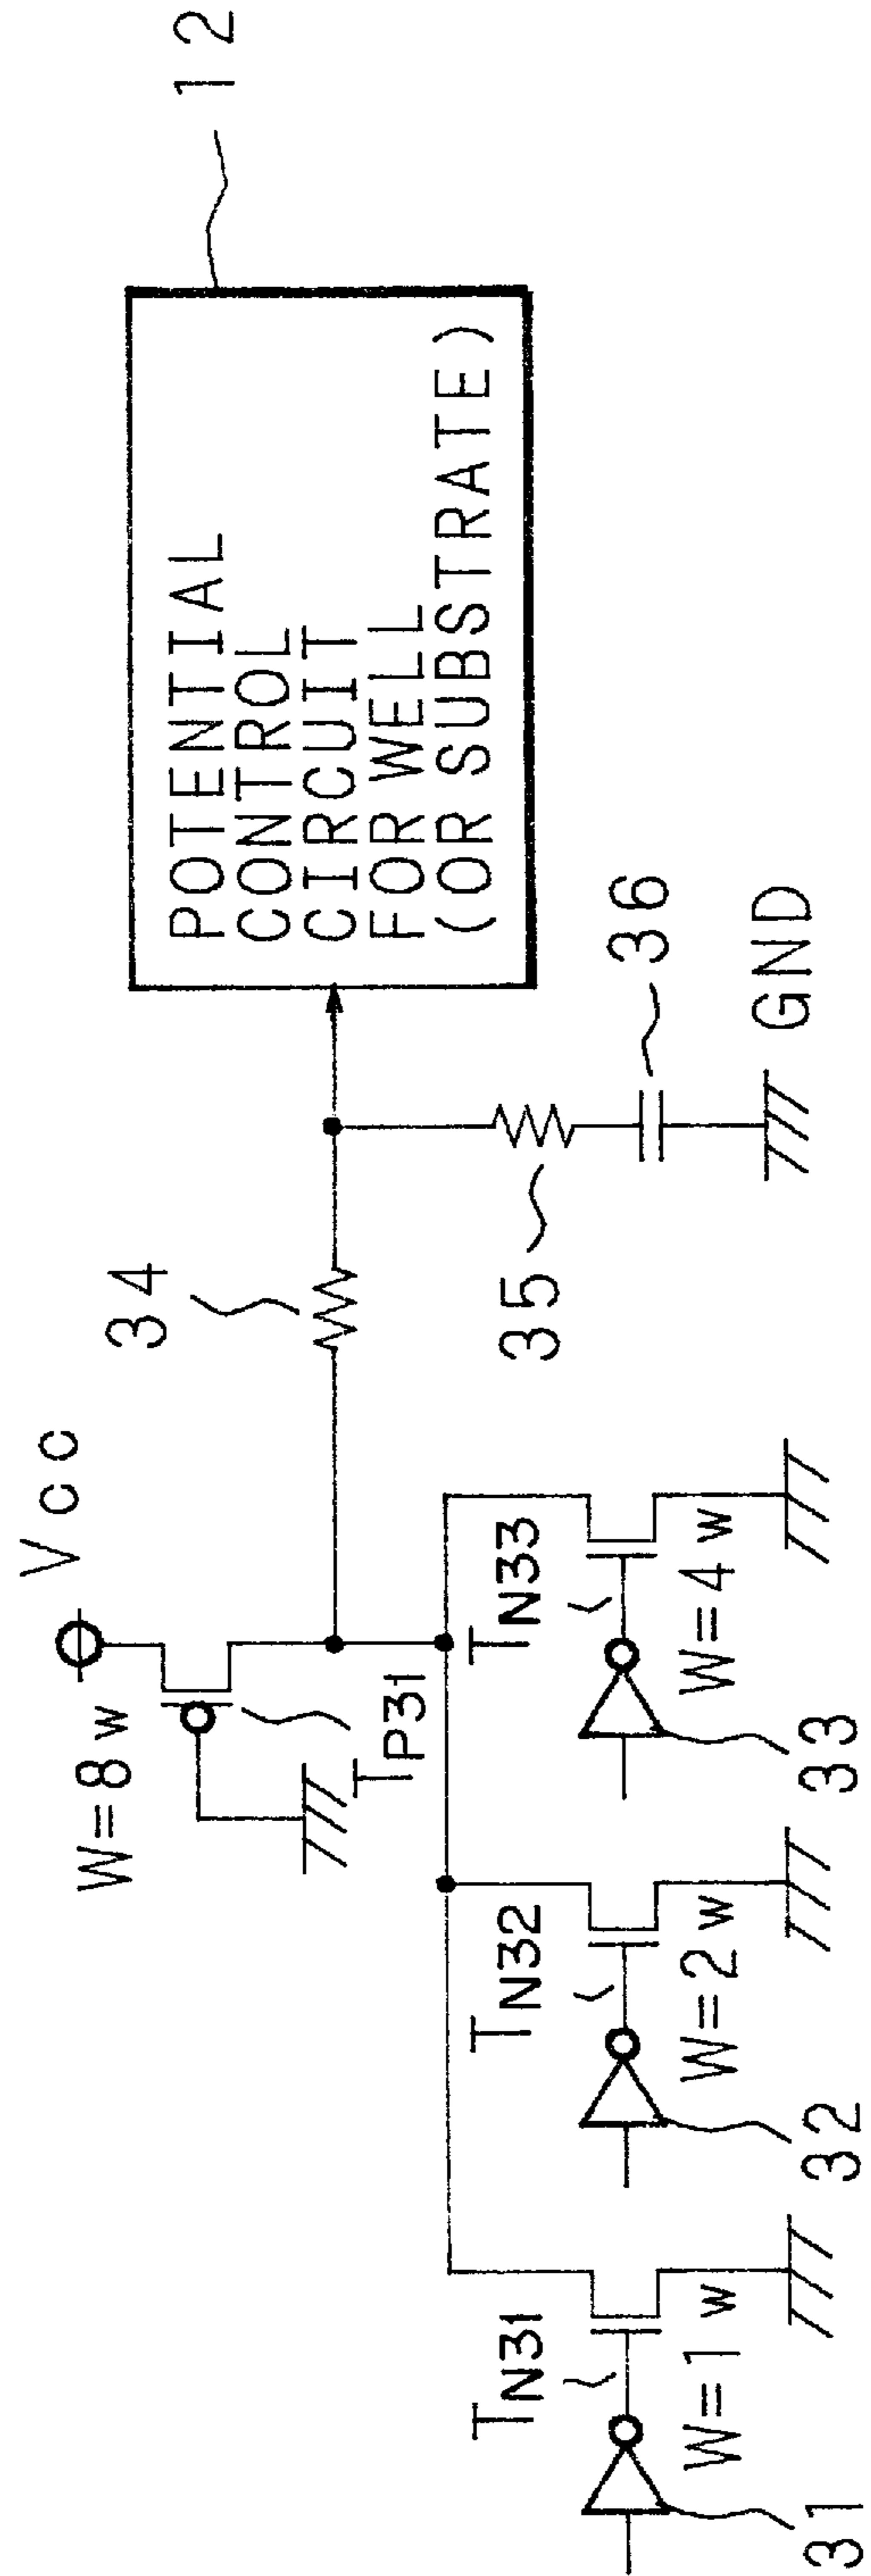 Vcc
W=8w
TP31
34
12
POTENTIAL
CONTROL
CIRCUIT
FOR WELL
(OR SUBSTRATE)
35
36
GND
TN31
W=1w
31
TN32
W=2w
32
TN33
W=4w
33